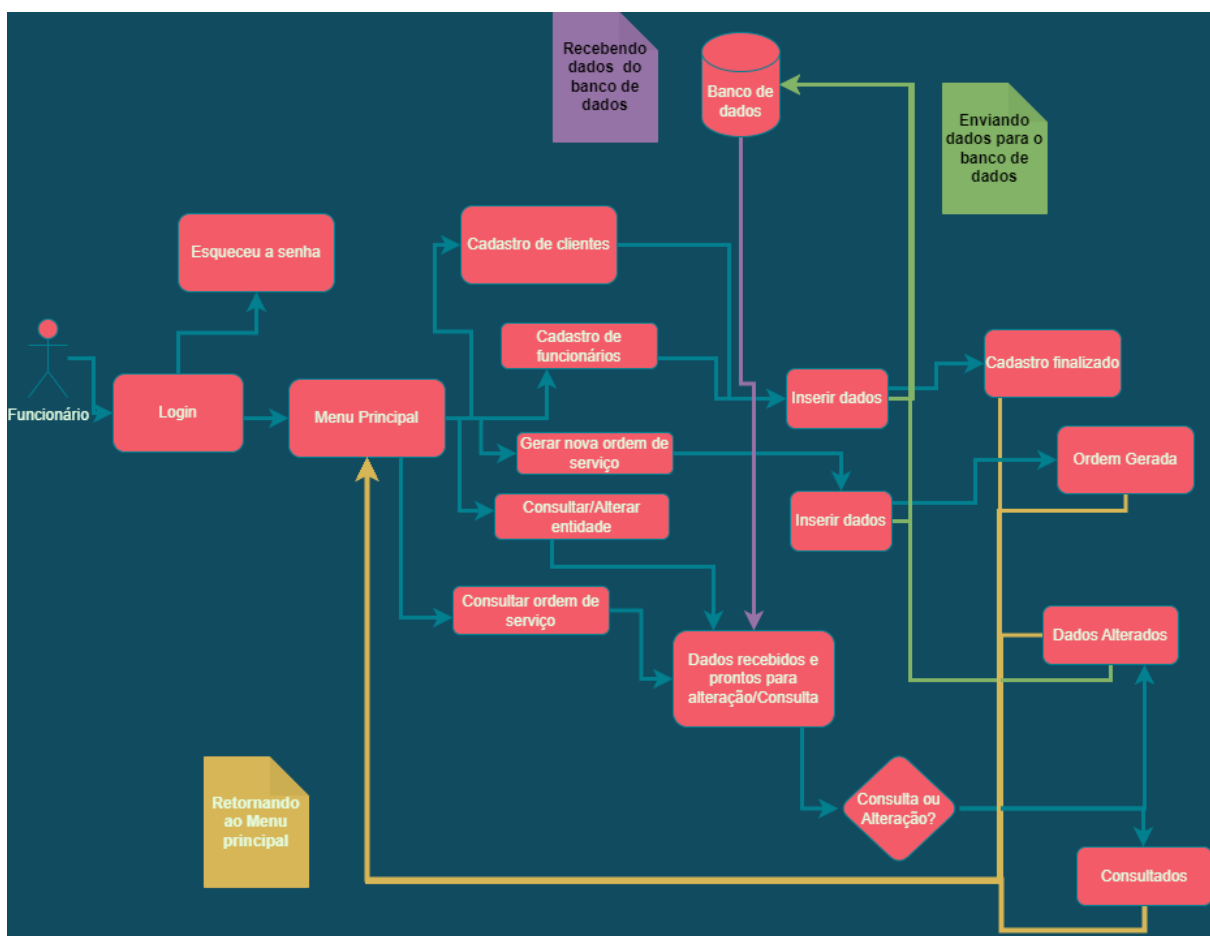 Recebendo
dados do
banco de
dados
Banco de
dados
Enviando
dados para o
banco de
dados
Esqueceu a senha
Cadastro de clientes
Funcionário
Login
Menu Principal
Cadastro de
funcionários
Inserir dados
Cadastro finalizado
Gerar nova ordem de
serviço
Inserir dados
Ordem Gerada
Consultar/Alterar
entidade
Consultar ordem de
serviço
Dados recebidos e
prontos para
alteração/Consulta
Dados Alterados
Consulta ou
Alteração?
Consultados
Retornando
ao Menu
principal